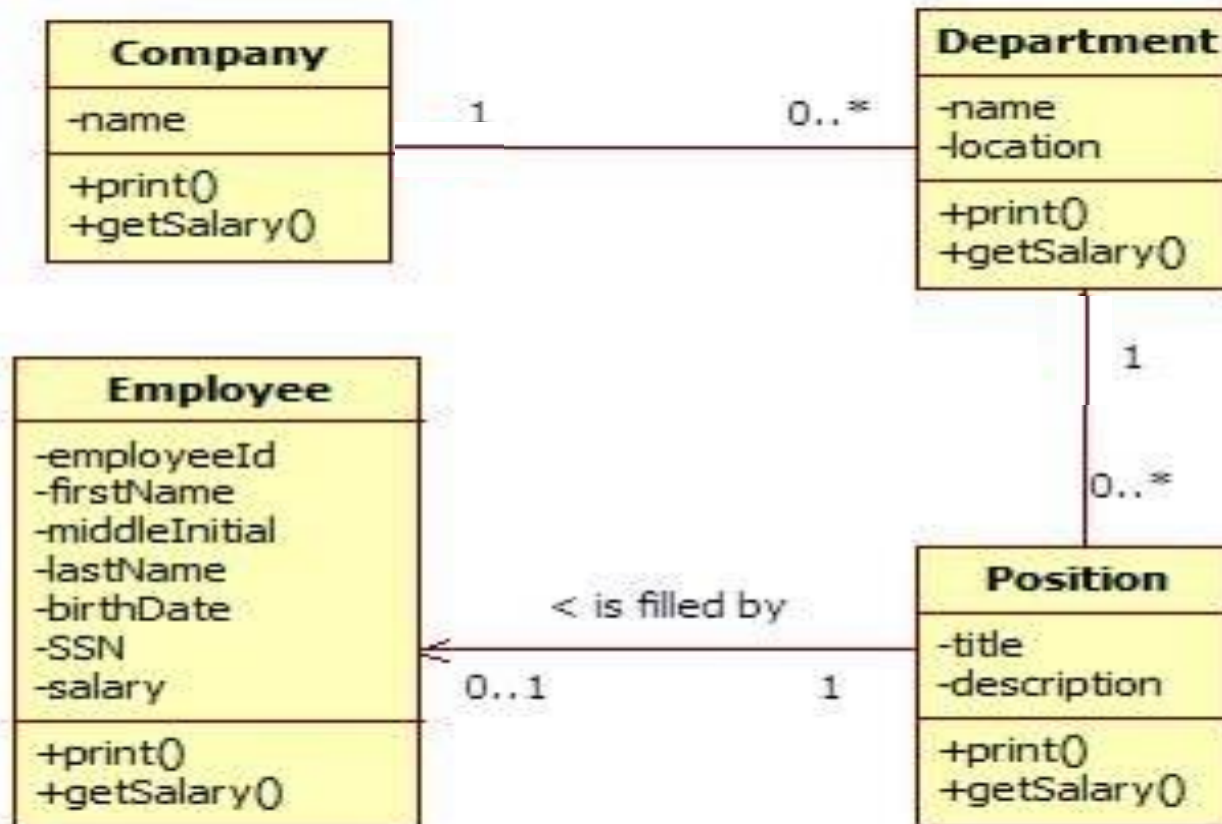 Company
-name
+print()
+getSalary()
1
0..*
Department
-name
-location
+print()
+getSalary()
1
0..*
Employee
-employeeId
-firstName
-middleInitial
-lastName
-birthDate
-SSN
-salary
+print()
+getSalary()
< is filled by
0..1
1
Position
-title
-description
+print()
+getSalary()